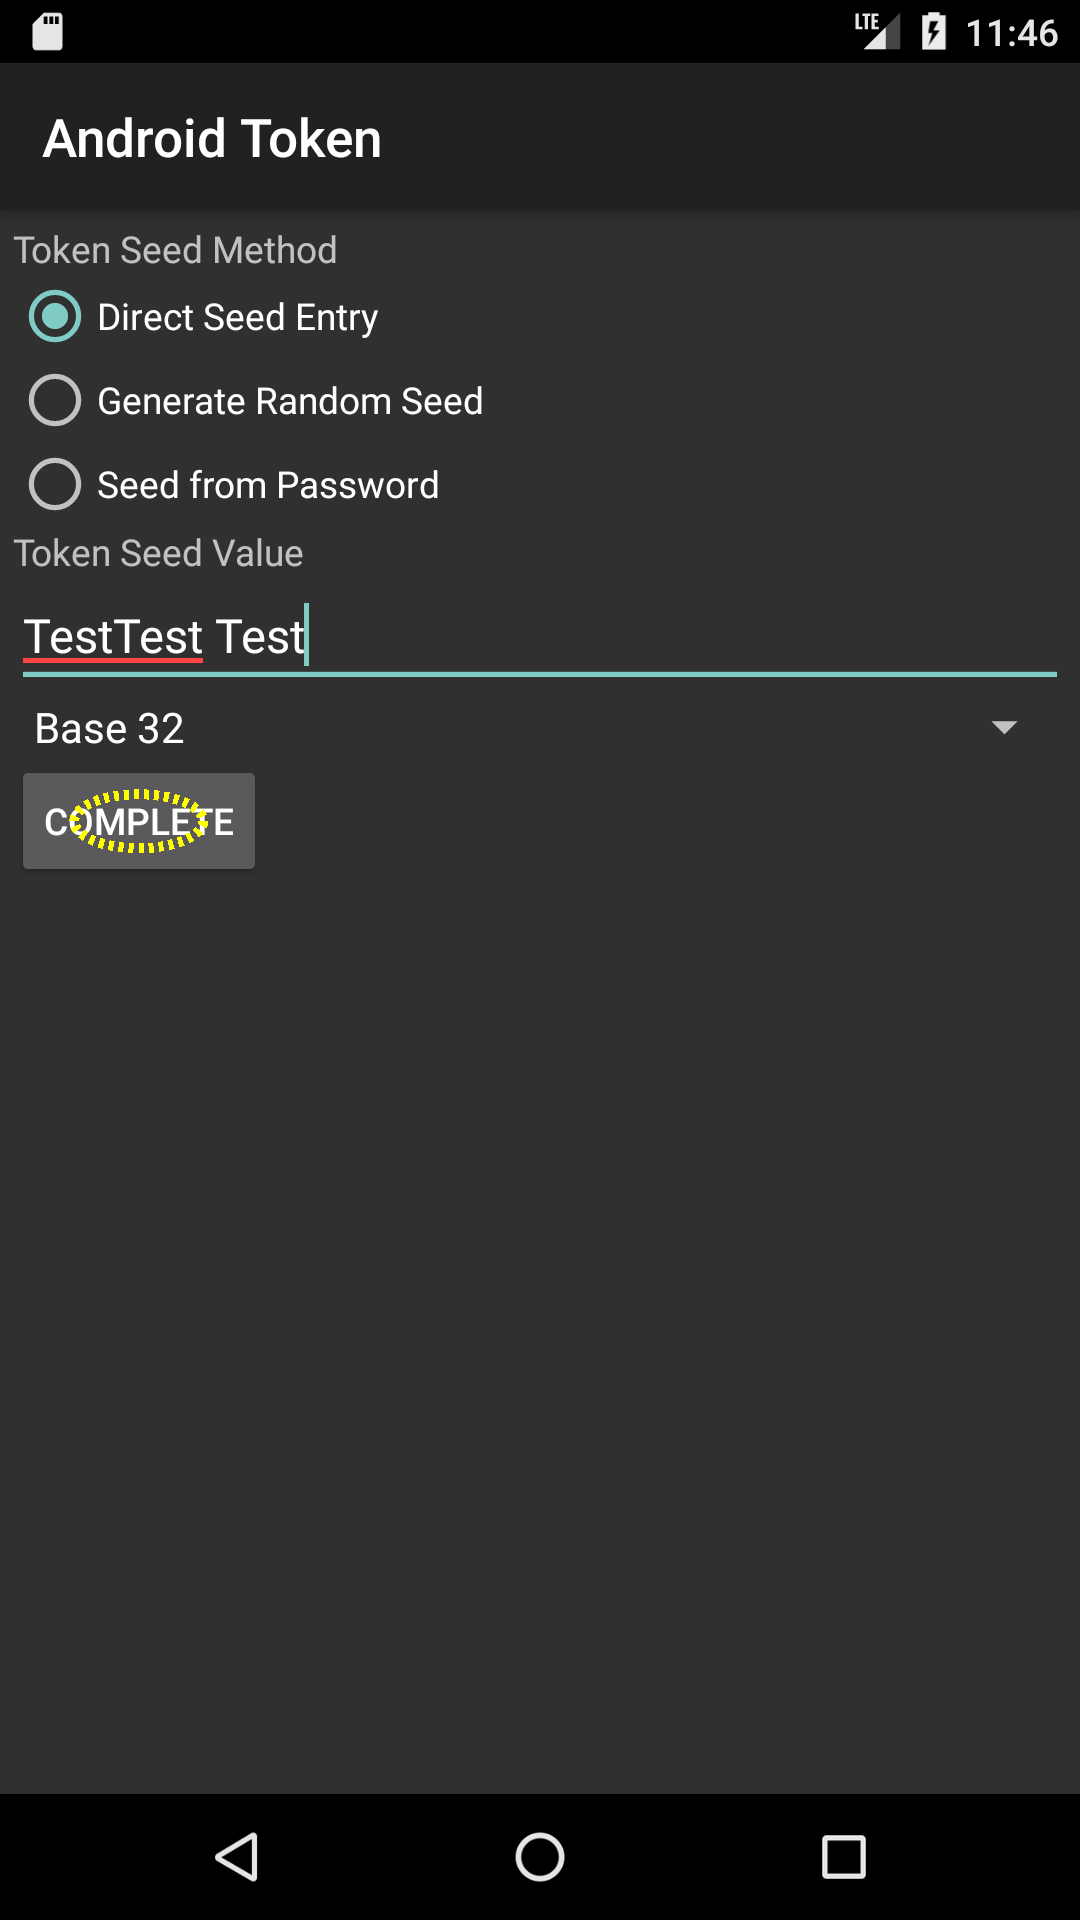 LTE 11:46
Android Token
Token Seed Method
Direct Seed Entry
Generate Random Seed
Seed from Password
Token Seed Value
TestTest Test
Base 32
COMPLETE